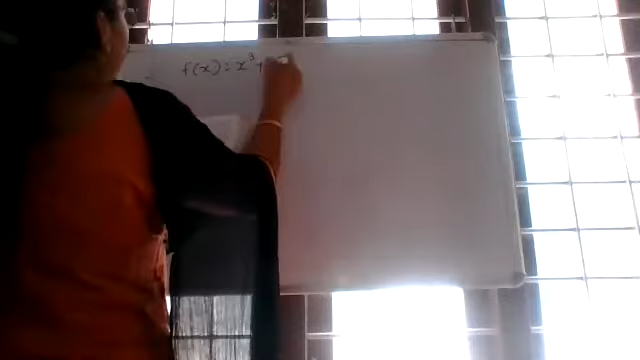 f(x) = x³ +